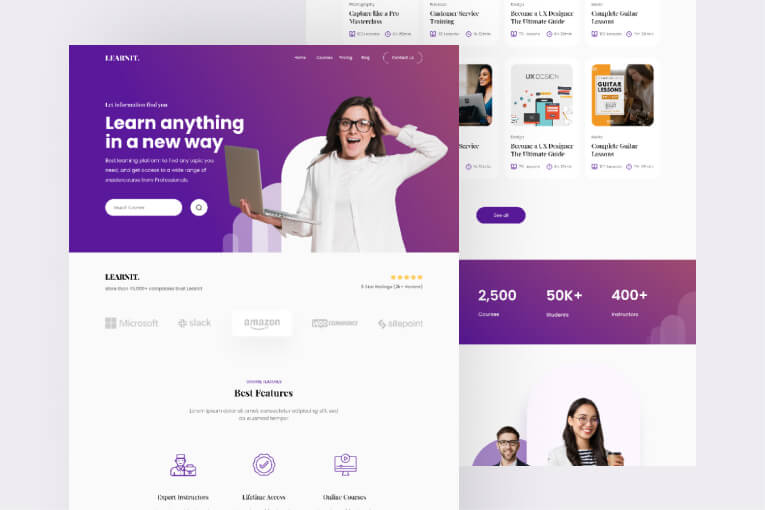 LEARNIT.
Home Courses Pricing Blog Contact us
Let information find you
Learn anything
in a new way
Best learning platform to find any topic you
need, and get access to a wide range of
mastercourse from Professionals
Search Courses
LEARNIT.
More than 10,000+ companies trust Learnit
5 Star Ratings (2k+ Review)
Microsoft slack amazon WOO COMMERCE sitepoint
Best Features
Lorem ipsum dolor sit amet, consectetur adipiscing elit, sed
do eiusmod tempor
Expert Instructors
Lifetime Access
Online Courses
Photography
Capture like a Pro
Masterclass
Business
Customer Service
Training
Design
Become a UX Designer
The Ultimate Guide
Music
Complete Guitar
Lessons
Service
UX DESIGN
Design
Become a UX Designer
The Ultimate Guide
GUITAR
LESSONS
Music
Complete Guitar
Lessons
See all
2,500
Courses
50K+
Students
400+
Instructors